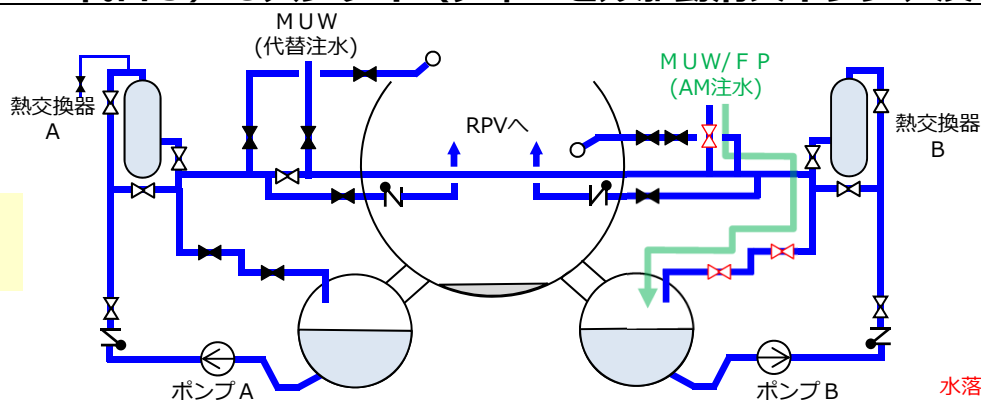 MUW
(代替注水)
MUW/FP
(AM注水)
熱交換器
A
RPVへ
熱交換器
B
ポンプA
ポンプB
水落